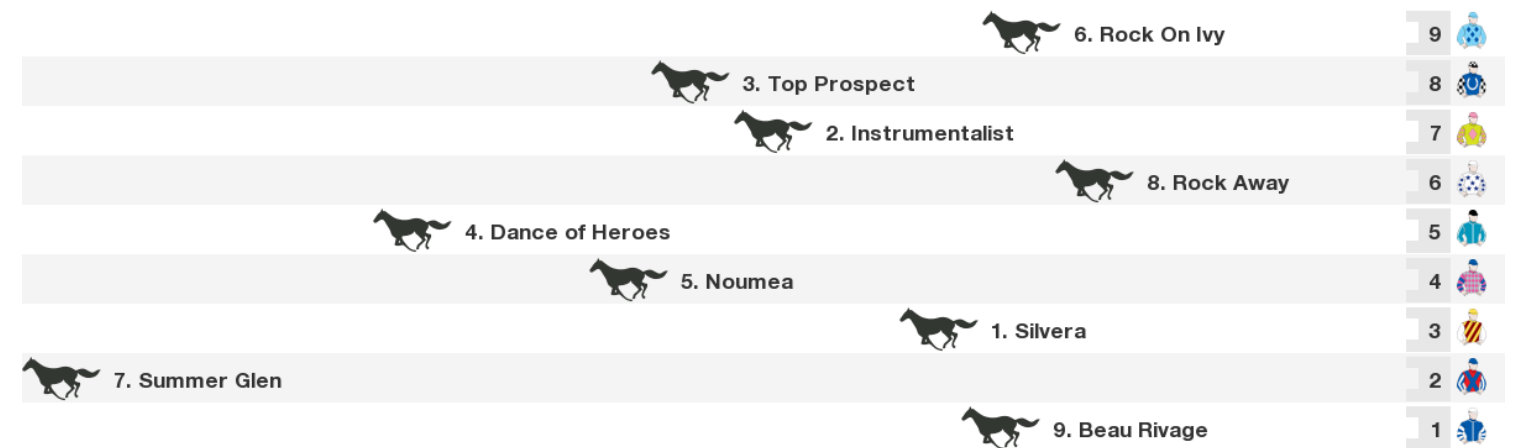 6. Rock On Ivy 9
3. Top Prospect 8
2. Instrumentalist 7
8. Rock Away 6
4. Dance of Heroes 5
5. Noumea 4
1. Silvera 3
7. Summer Glen 2
9. Beau Rivage 1